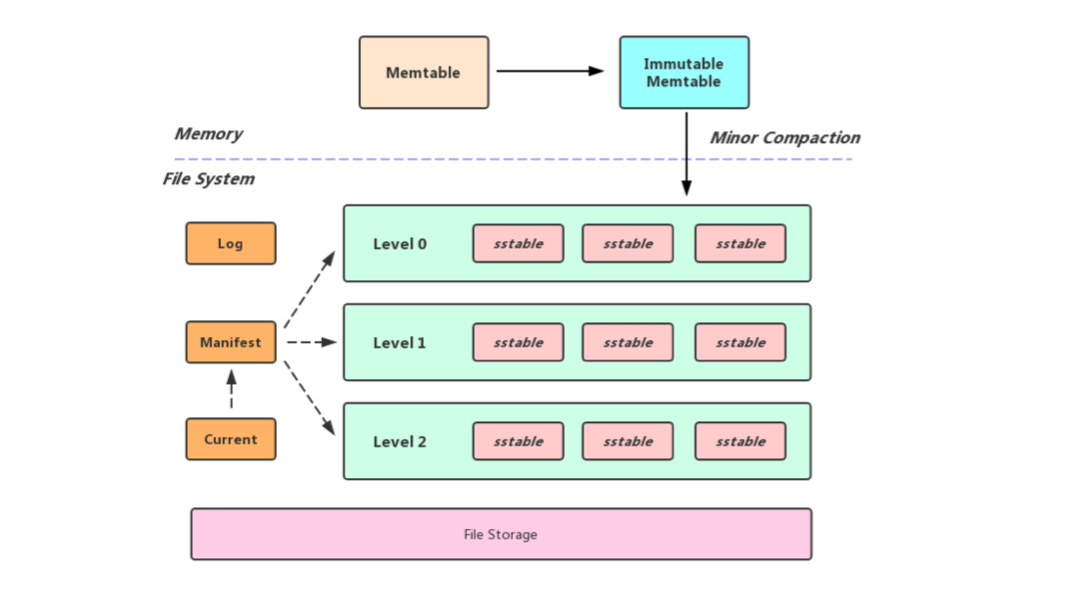 Memtable
Immutable
Memtable
Memory
Minor Compaction
File System
Log
Level 0
sstable
sstable
sstable
Manifest
Level 1
sstable
sstable
sstable
Current
Level 2
sstable
sstable
sstable
File Storage